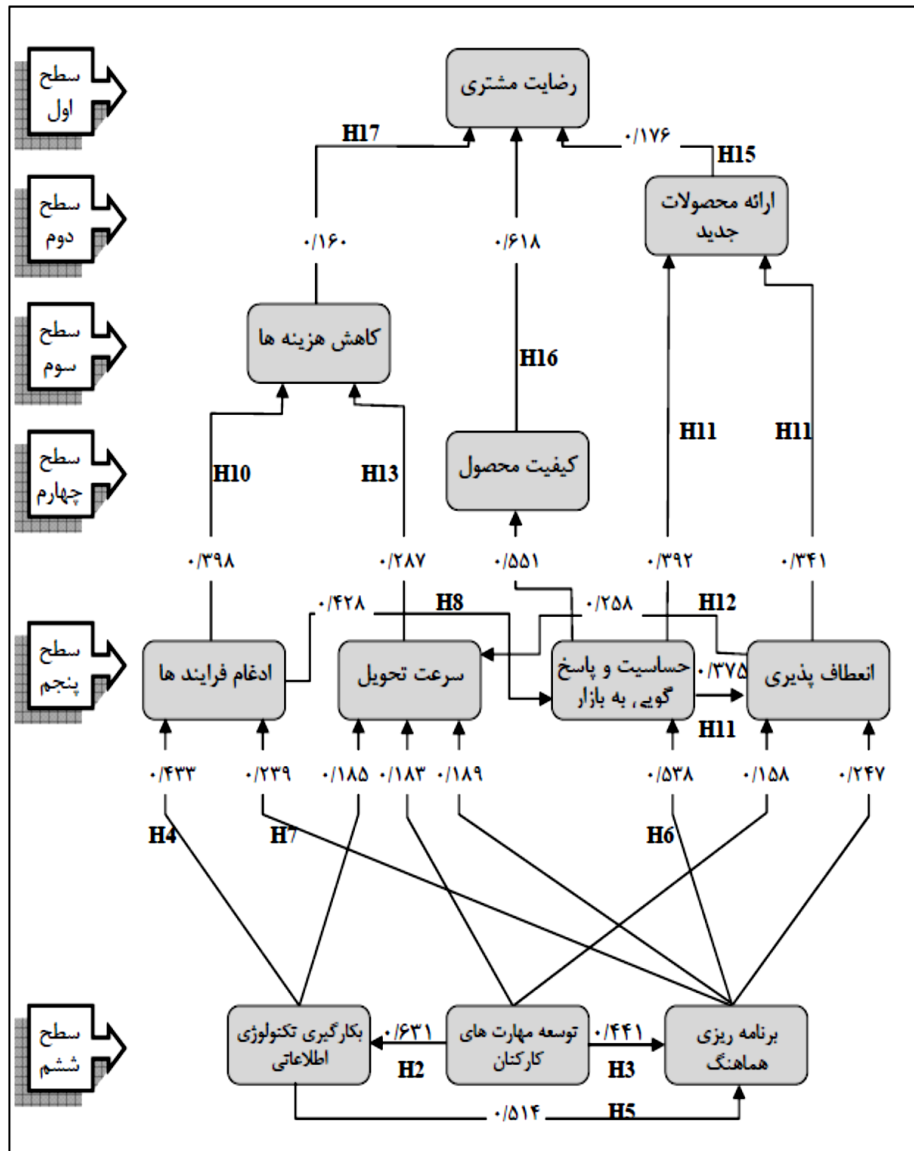 سطح
اول
رضایت مشتری
H17
۰/۱۷۶
H15
سطح
دوم
ارائه محصولات
جدید
۰/۱۶۰
۰/۶۱۸
سطح
سوم
کاهش هزینه ها
H16
سطح
چهارم
کیفیت محصول
H10
H13
H11
H11
۰/۳۹۸
۰/۲۸۷
۰/۵۵۱
۰/۳۹۲
۰/۳۴۱
۰/۴۲۸
H8
۰/۲۵۸
H12
سطح
پنجم
ادغام فرایند ها
سرعت تحویل
حساسیت و پاسخ
گویی به بازار
۰/۳۷۵
H11
انعطاف پذیری
۰/۴۳۳
۰/۲۳۹
۰/۱۸۵
۰/۱۸۳
۰/۱۸۹
۰/۵۳۸
۰/۱۵۸
۰/۲۴۷
H4
H7
H6
سطح
ششم
بکارگیری تکنولوژی
اطلاعاتی
۰/۶۳۱
H2
توسعه مهارت های
کارکنان
۰/۴۴۱
H3
برنامه ریزی
هماهنگ
۰/۵۱۴
H5